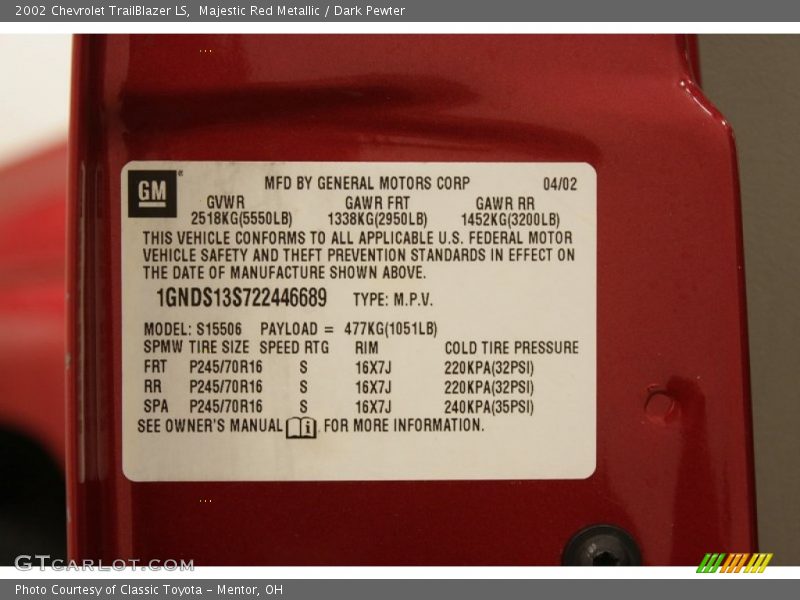 2002 Chevrolet TrailBlazer LS, Majestic Red Metallic / Dark Pewter
GM
MFD BY GENERAL MOTORS CORP 04/02
GVWR GAWR FRT GAWR RR
2518KG(5550LB) 1338KG(2950LB) 1452KG(3200LB)
THIS VEHICLE CONFORMS TO ALL APPLICABLE U.S. FEDERAL MOTOR
VEHICLE SAFETY AND THEFT PREVENTION STANDARDS IN EFFECT ON
THE DATE OF MANUFACTURE SHOWN ABOVE.
1GNDS13S722446689 TYPE: M.P.V.
MODEL: S15506 PAYLOAD = 477KG(1051LB)
SPMW TIRE SIZE SPEED RTG RIM COLD TIRE PRESSURE
FRT P245/70R16 S 16X7J 220KPA(32PSI)
RR P245/70R16 S 16X7J 220KPA(32PSI)
SPA P245/70R16 S 16X7J 240KPA(35PSI)
SEE OWNER'S MANUAL i FOR MORE INFORMATION.
GTCARLOT.COM
Photo Courtesy of Classic Toyota - Mentor, OH